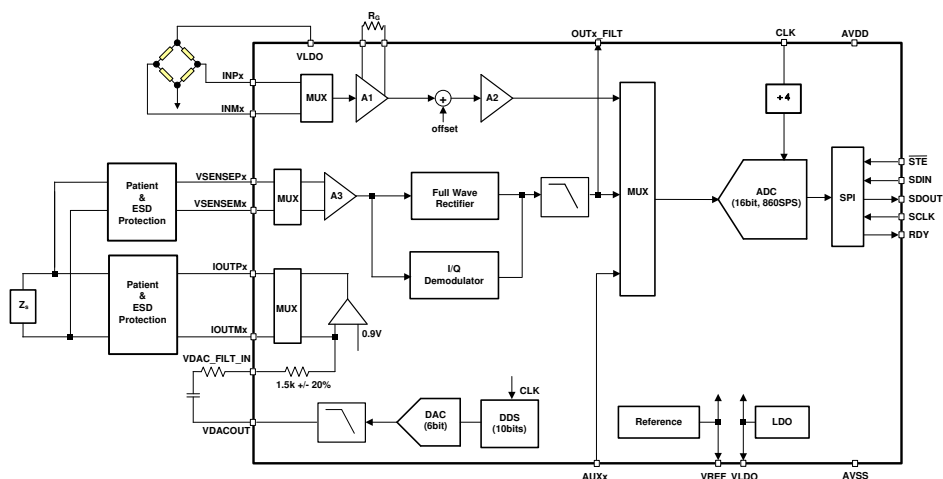 RG
OUTx_FILT
CLK
AVDD
VLDO
INPx
MUX
A1
+
A2
INMx
offset
+4
STE
VSENSEPx
Patient
&
ESD
Protection
MUX
A3
Full Wave
Rectifier
MUX
ADC
(16bit, 860SPS)
SPI
SDIN
VSENSEMx
SDOUT
SCLK
RDY
I/Q
Demodulator
IOUTPx
Patient
&
ESD
Protection
MUX
Zs
0.9V
IOUTMx
VDAC_FILT_IN
1.5k +/- 20%
CLK
DAC
(6bit)
DDS
(10bits)
Reference
LDO
VDACOUT
AUXx
VREF
VLDO
AVSS